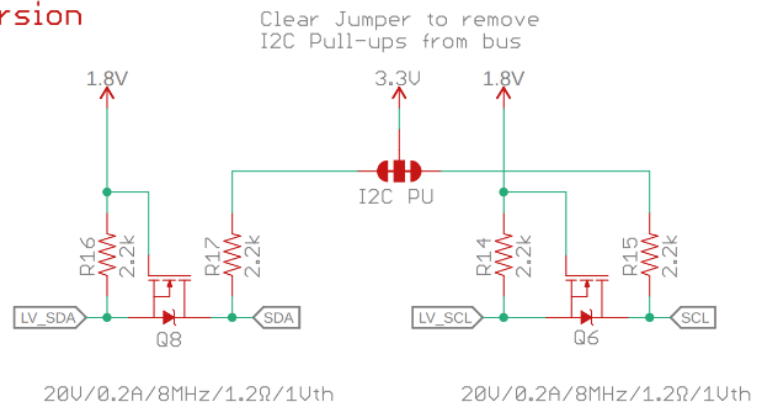 rsion
Clear Jumper to remove
I2C Pull-ups from bus
1.8V
3.3V
1.8V
I2C PU
R16
2.2k
R17
2.2k
R14
2.2k
R15
2.2k
LV_SDA
SDA
LV_SCL
SCL
Q8
Q6
20V/0.2A/8MHz/1.2Ω/1Vth
20V/0.2A/8MHz/1.2Ω/1Vth